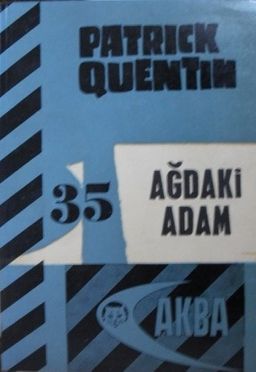 PATRICK
QUENTIN
35
AĞDAKİ
ADAM
AKBA